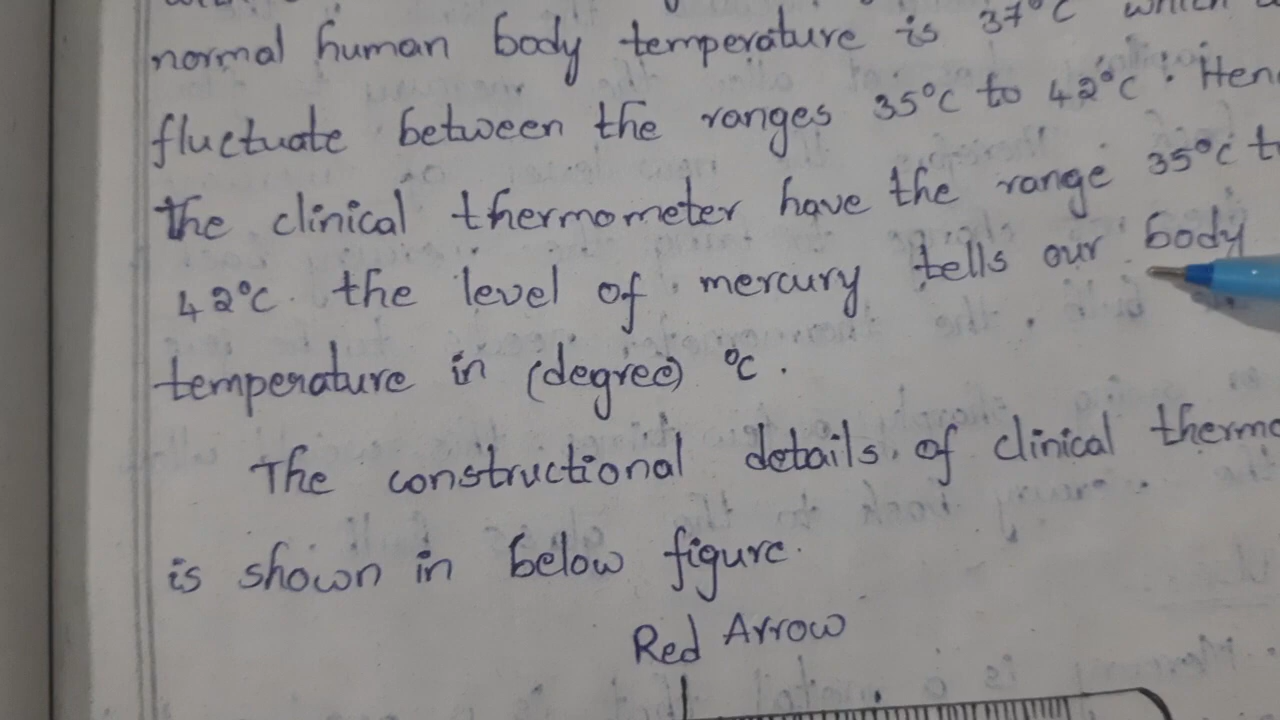 normal human body temperature is 37°C which
fluctuate between the ranges 35°C to 42°C. Hen
The clinical thermometer have the range 35°C t
42°C. the level of mercury tells our body
temperature in (degree) °C.
The constructional details of clinical thermo
is shown in below figure.
Red Arrow